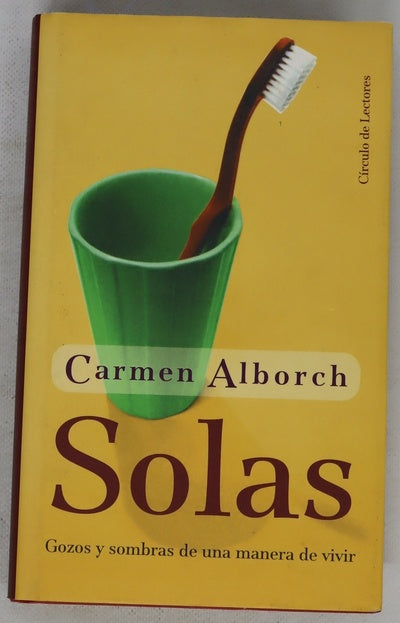 Círculo de Lectores
Carmen Alborch
Solas
Gozos y sombras de una manera de vivir